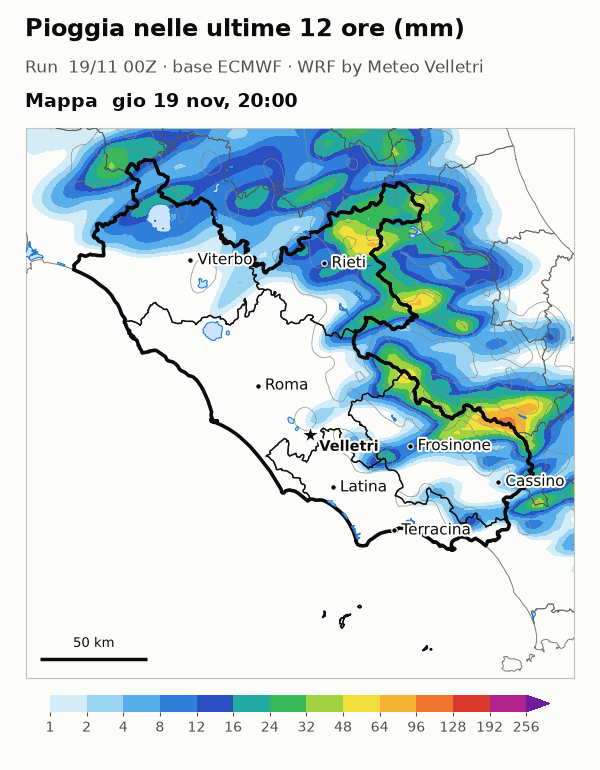 Pioggia nelle ultime 12 ore (mm)
Run  19/11 00Z · base ECMWF · WRF by Meteo Velletri
Mappa  gio 19 nov, 20:00
Viterbo
Rieti
Roma
Velletri
Frosinone
Latina
Cassino
Terracina
50 km
1 2 4 8 12 16 24 32 48 64 96 128 192 256